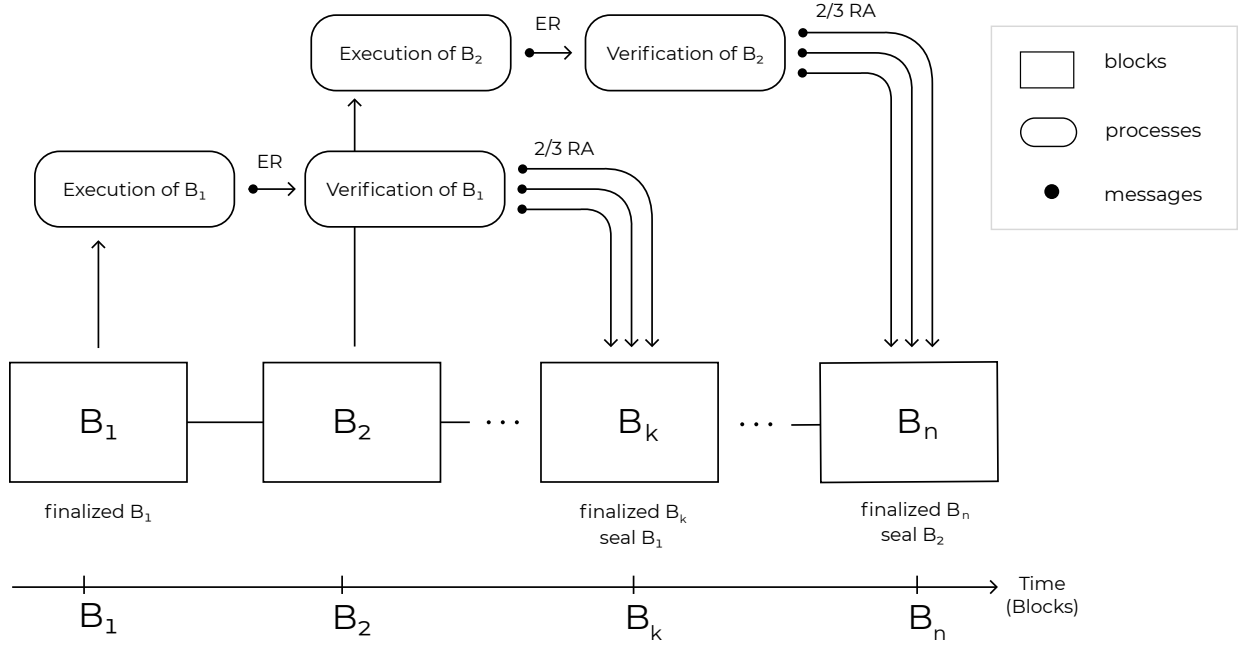 2/3 RA
ER
Execution of B₂
Verification of B₂
blocks
processes
messages
ER
2/3 RA
Execution of B₁
Verification of B₁
B₁
B₂
...
Bₖ
...
Bₙ
finalized B₁
finalized Bₖ
seal B₁
finalized Bₙ
seal B₂
Time
(Blocks)
B₁
B₂
Bₖ
Bₙ